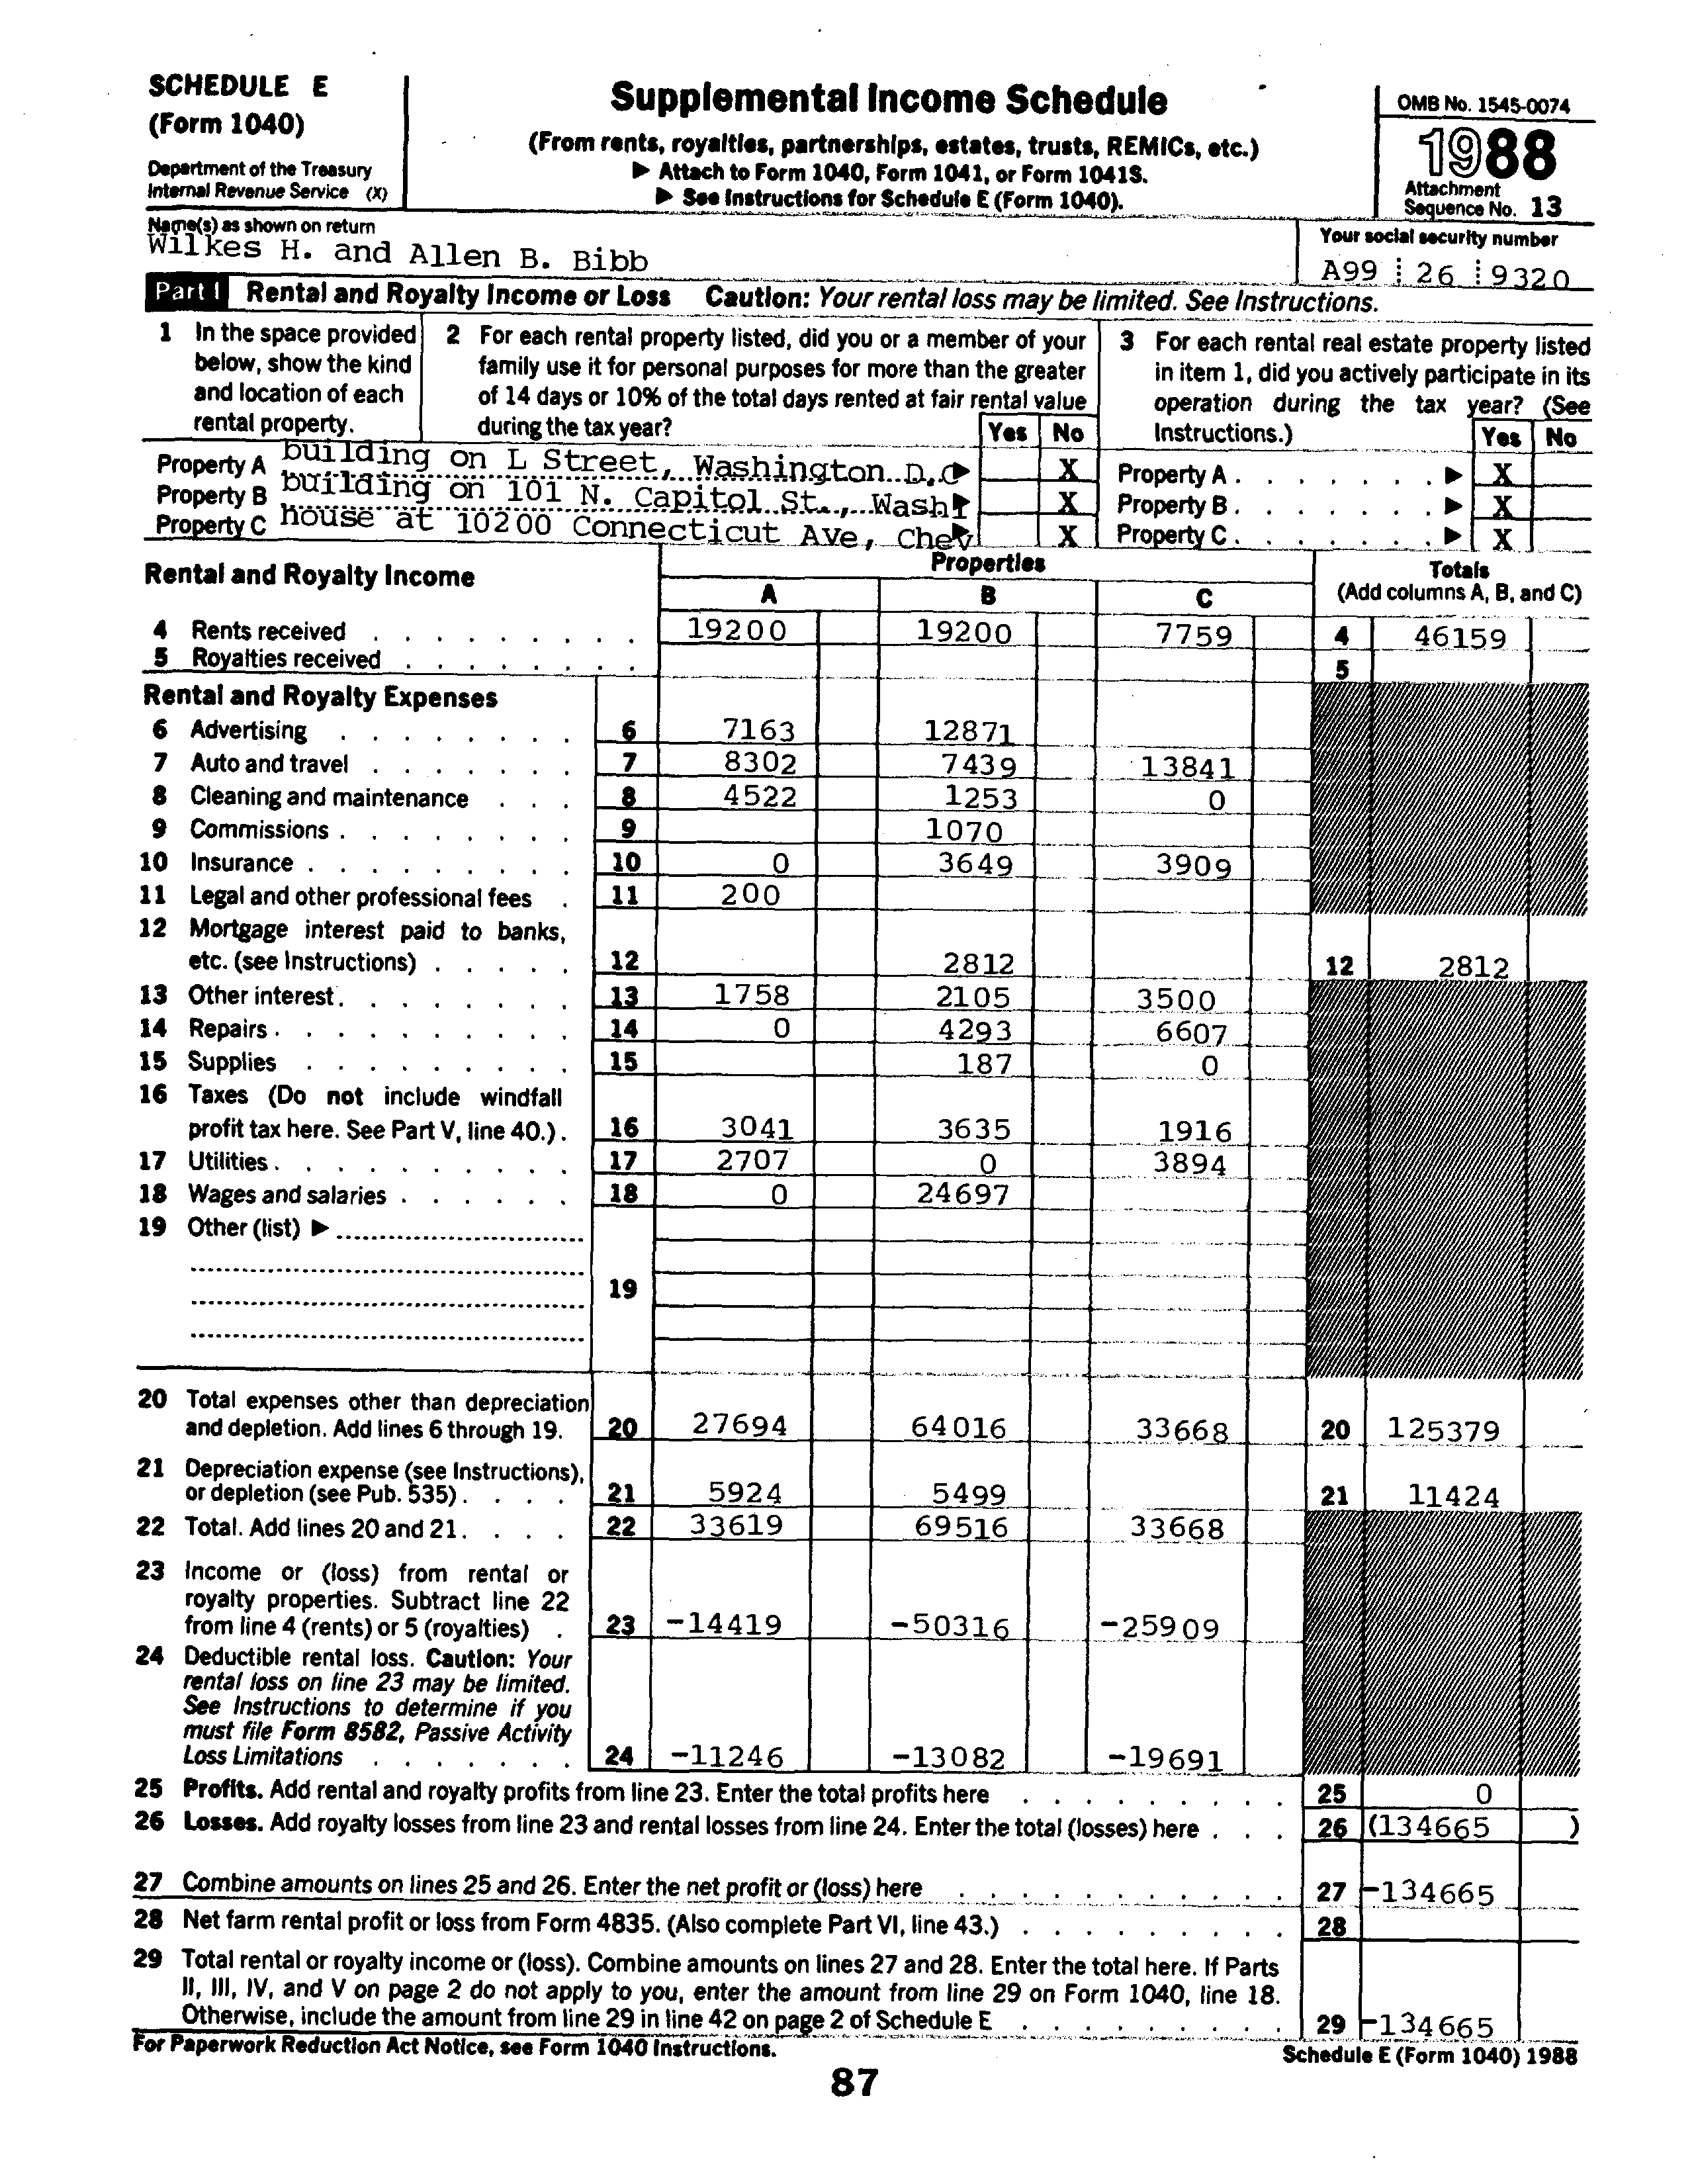 SCHEDULE E
(Form 1040)
Department of the Treasury
Internal Revenue Service (X)
Supplemental Income Schedule
(From rents, royalties, partnerships, estates, trusts, REMICs, etc.)
▶ Attach to Form 1040, Form 1041, or Form 1041S.
▶ See Instructions for Schedule E (Form 1040).
OMB No. 1545-0074
1988
Attachment
Sequence No. 13
Name(s) as shown on return
Wilkes H. and Allen B. Bibb
Your social security number
A99 26 9320
Part I Rental and Royalty Income or Loss Caution: Your rental loss may be limited. See Instructions.
1 In the space provided
below, show the kind
and location of each
rental property.
2 For each rental property listed, did you or a member of your
family use it for personal purposes for more than the greater
of 14 days or 10% of the total days rented at fair rental value
during the tax year? Yes No
3 For each rental real estate property listed
in item 1, did you actively participate in its
operation during the tax year? (See
Instructions.) Yes No
Property A building on L Street, Washington D.C▶ X Property A . . . . . . . ▶ X
Property B building on 101 N. Capitol St., Wash▶ X Property B . . . . . . . ▶ X
Property C house at 10200 Connecticut AVe, Chev X Property C . . . . . . . ▶ X
Rental and Royalty Income
Properties
A B C
Totals
(Add columns A, B, and C)
4 Rents received . . . . . . . . . 19200 19200 7759 4 46159
5 Royalties received . . . . . . . . 5
Rental and Royalty Expenses
6 Advertising . . . . . . . . 6 7163 12871
7 Auto and travel . . . . . . . 7 8302 7439 13841
8 Cleaning and maintenance . . . 8 4522 1253 0
9 Commissions . . . . . . . . 9 1070
10 Insurance . . . . . . . . . 10 0 3649 3909
11 Legal and other professional fees . 11 200
12 Mortgage interest paid to banks,
etc. (see Instructions) . . . . . 12 2812 12 2812
13 Other interest . . . . . . . . 13 1758 2105 3500
14 Repairs . . . . . . . . . . 14 0 4293 6607
15 Supplies . . . . . . . . . 15 187 0
16 Taxes (Do not include windfall
profit tax here. See Part V, line 40.) . 16 3041 3635 1916
17 Utilities . . . . . . . . . . 17 2707 0 3894
18 Wages and salaries . . . . . . 18 0 24697
19 Other (list) ▶
19
20 Total expenses other than depreciation
and depletion. Add lines 6 through 19. 20 27694 64016 33668 20 125379
21 Depreciation expense (see Instructions),
or depletion (see Pub. 535) . . . . 21 5924 5499 21 11424
22 Total. Add lines 20 and 21 . . . . 22 33619 69516 33668
23 Income or (loss) from rental or
royalty properties. Subtract line 22
from line 4 (rents) or 5 (royalties) . 23 -14419 -50316 -25909
24 Deductible rental loss. Caution: Your
rental loss on line 23 may be limited.
See Instructions to determine if you
must file Form 8582, Passive Activity
Loss Limitations . . . . . . 24 -11246 -13082 -19691
25 Profits. Add rental and royalty profits from line 23. Enter the total profits here . . . . . . . . . 25 0
26 Losses. Add royalty losses from line 23 and rental losses from line 24. Enter the total (losses) here . . . 26 (134665 )
27 Combine amounts on lines 25 and 26. Enter the net profit or (loss) here . . . . . . . . . . . 27 -134665
28 Net farm rental profit or loss from Form 4835. (Also complete Part VI, line 43.) . . . . . . . . . 28
29 Total rental or royalty income or (loss). Combine amounts on lines 27 and 28. Enter the total here. If Parts
II, III, IV, and V on page 2 do not apply to you, enter the amount from line 29 on Form 1040, line 18.
Otherwise, include the amount from line 29 in line 42 on page 2 of Schedule E . . . . . . . . . 29 -134665
For Paperwork Reduction Act Notice, see Form 1040 Instructions.
Schedule E (Form 1040) 1988
87